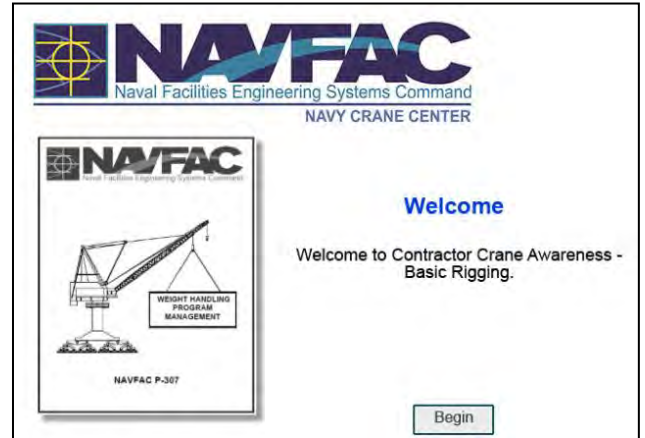 NAVFAC
Naval Facilities Engineering Systems Command
NAVY CRANE CENTER
NAVFAC
Naval Facilities Engineering Systems Command
WEIGHT HANDLING
PROGRAM
MANAGEMENT
NAVFAC P-307
Welcome
Welcome to Contractor Crane Awareness -
Basic Rigging.
Begin